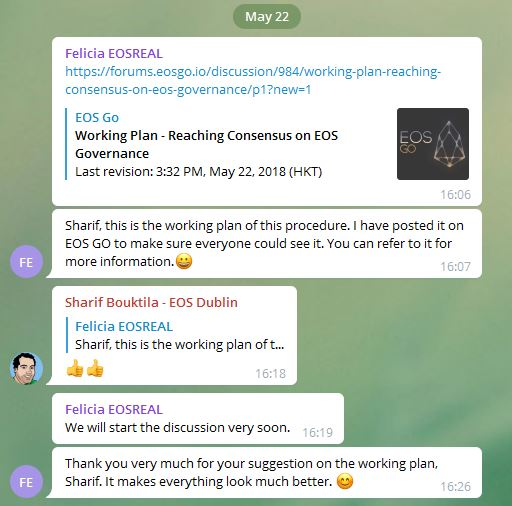 May 22
Felicia EOSREAL
https://forums.eosgo.io/discussion/984/working-plan-reaching-
consensus-on-eos-governance/p1?new=1
EOS Go
Working Plan - Reaching Consensus on EOS
Governance
Last revision: 3:32 PM, May 22, 2018 (HKT)
EOS
GO
16:06
Sharif, this is the working plan of this procedure. I have posted it on
EOS GO to make sure everyone could see it. You can refer to it for
more information.😀
16:07
FE
Sharif Bouktila - EOS Dublin
Felicia EOSREAL
Sharif, this is the working plan of t...
👍👍
16:18
Felicia EOSREAL
We will start the discussion very soon.
16:19
Thank you very much for your suggestion on the working plan,
Sharif. It makes everything look much better. 😊
16:26
FE